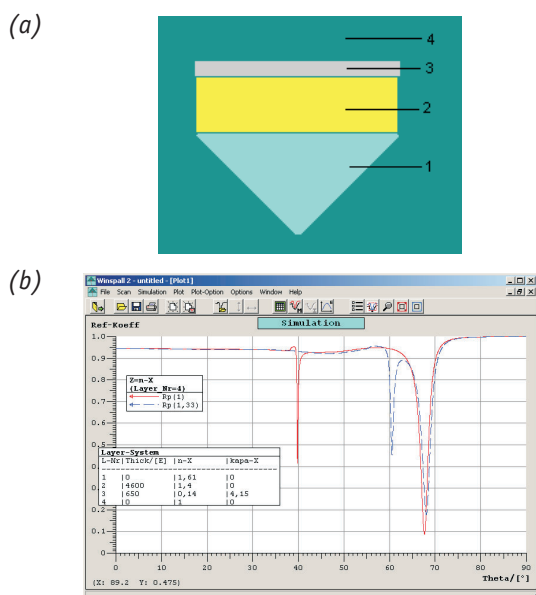 (a)
4
3
2
1
(b)
Winspall 2 - untitled - [Plot1]
File Scan Simulation Plot Plot-Option Options Window Help
Ref-Koeff
Simulation
1.0
0.9
0.8
0.7
0.6
0.5
0.4
0.3
0.2
0.1
0.0
Z=n-X
{Layer_Nr=4}
Rp(1)
Rp(1,33)
Layer-System
L-Nr|Thick/[E]|n-X |kapa-X
1 |0 |1,61 |0
2 |4600 |1,4 |0
3 |650 |0,14 |4,15
4 |0 |1 |0
0 10 20 30 40 50 60 70 80 90
Theta/[°]
(X: 89.2 Y: 0.475)